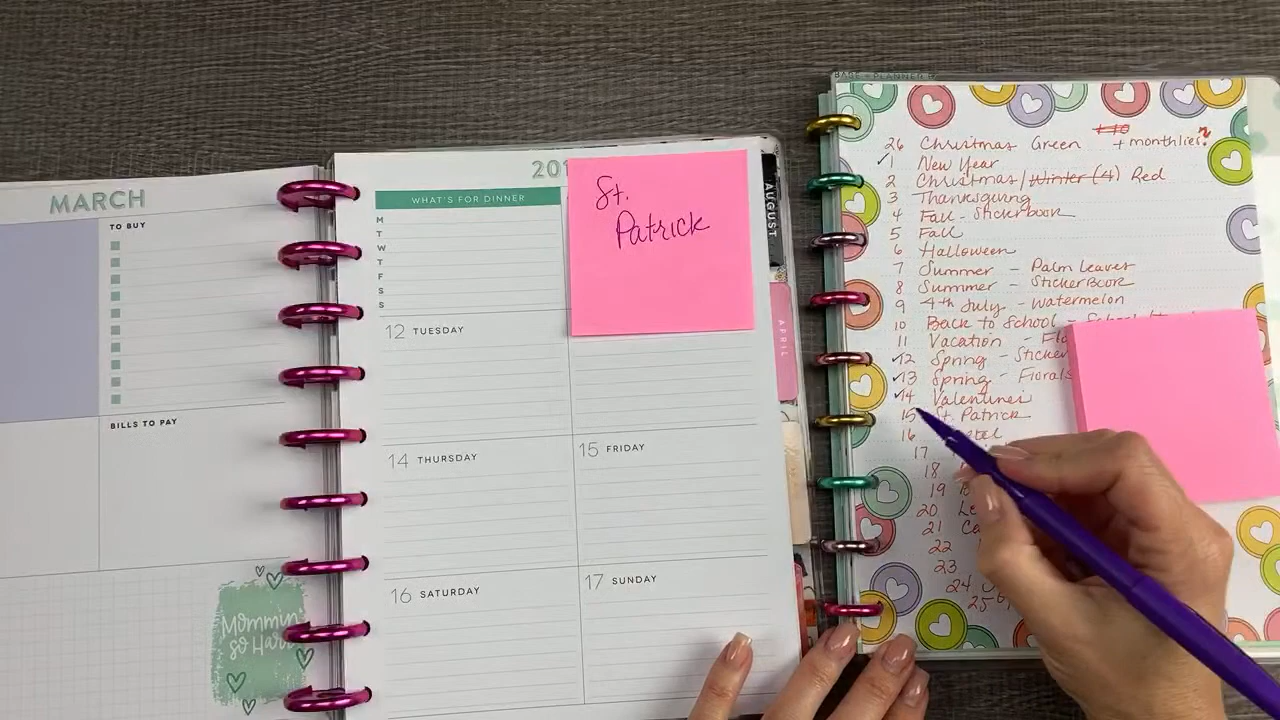 MARCH
TO BUY
BILLS TO PAY
Mommin'
so Hard
201
WHAT'S FOR DINNER
M
T
W
T
F
S
S
St.
Patrick
12 TUESDAY
14 THURSDAY
15 FRIDAY
16 SATURDAY
17 SUNDAY
AUGUST
APRIL
26 Christmas Green + monthlies?
✓1 New Year
2 Christmas/Winter (4) Red
3 Thanksgiving
4 Fall - Stickerbook
5 Fall
6 Halloween
7 Summer - Palm Leaves
8 Summer - Stickerbook
9 4th July - Watermelon
10 Back to School - School
11 Vacation
✓12 Spring - Sticker
✓13 Spring - Florals
✓14 Valentines
15 St. Patrick
16
17
18
19
20
21
22
23
24
25